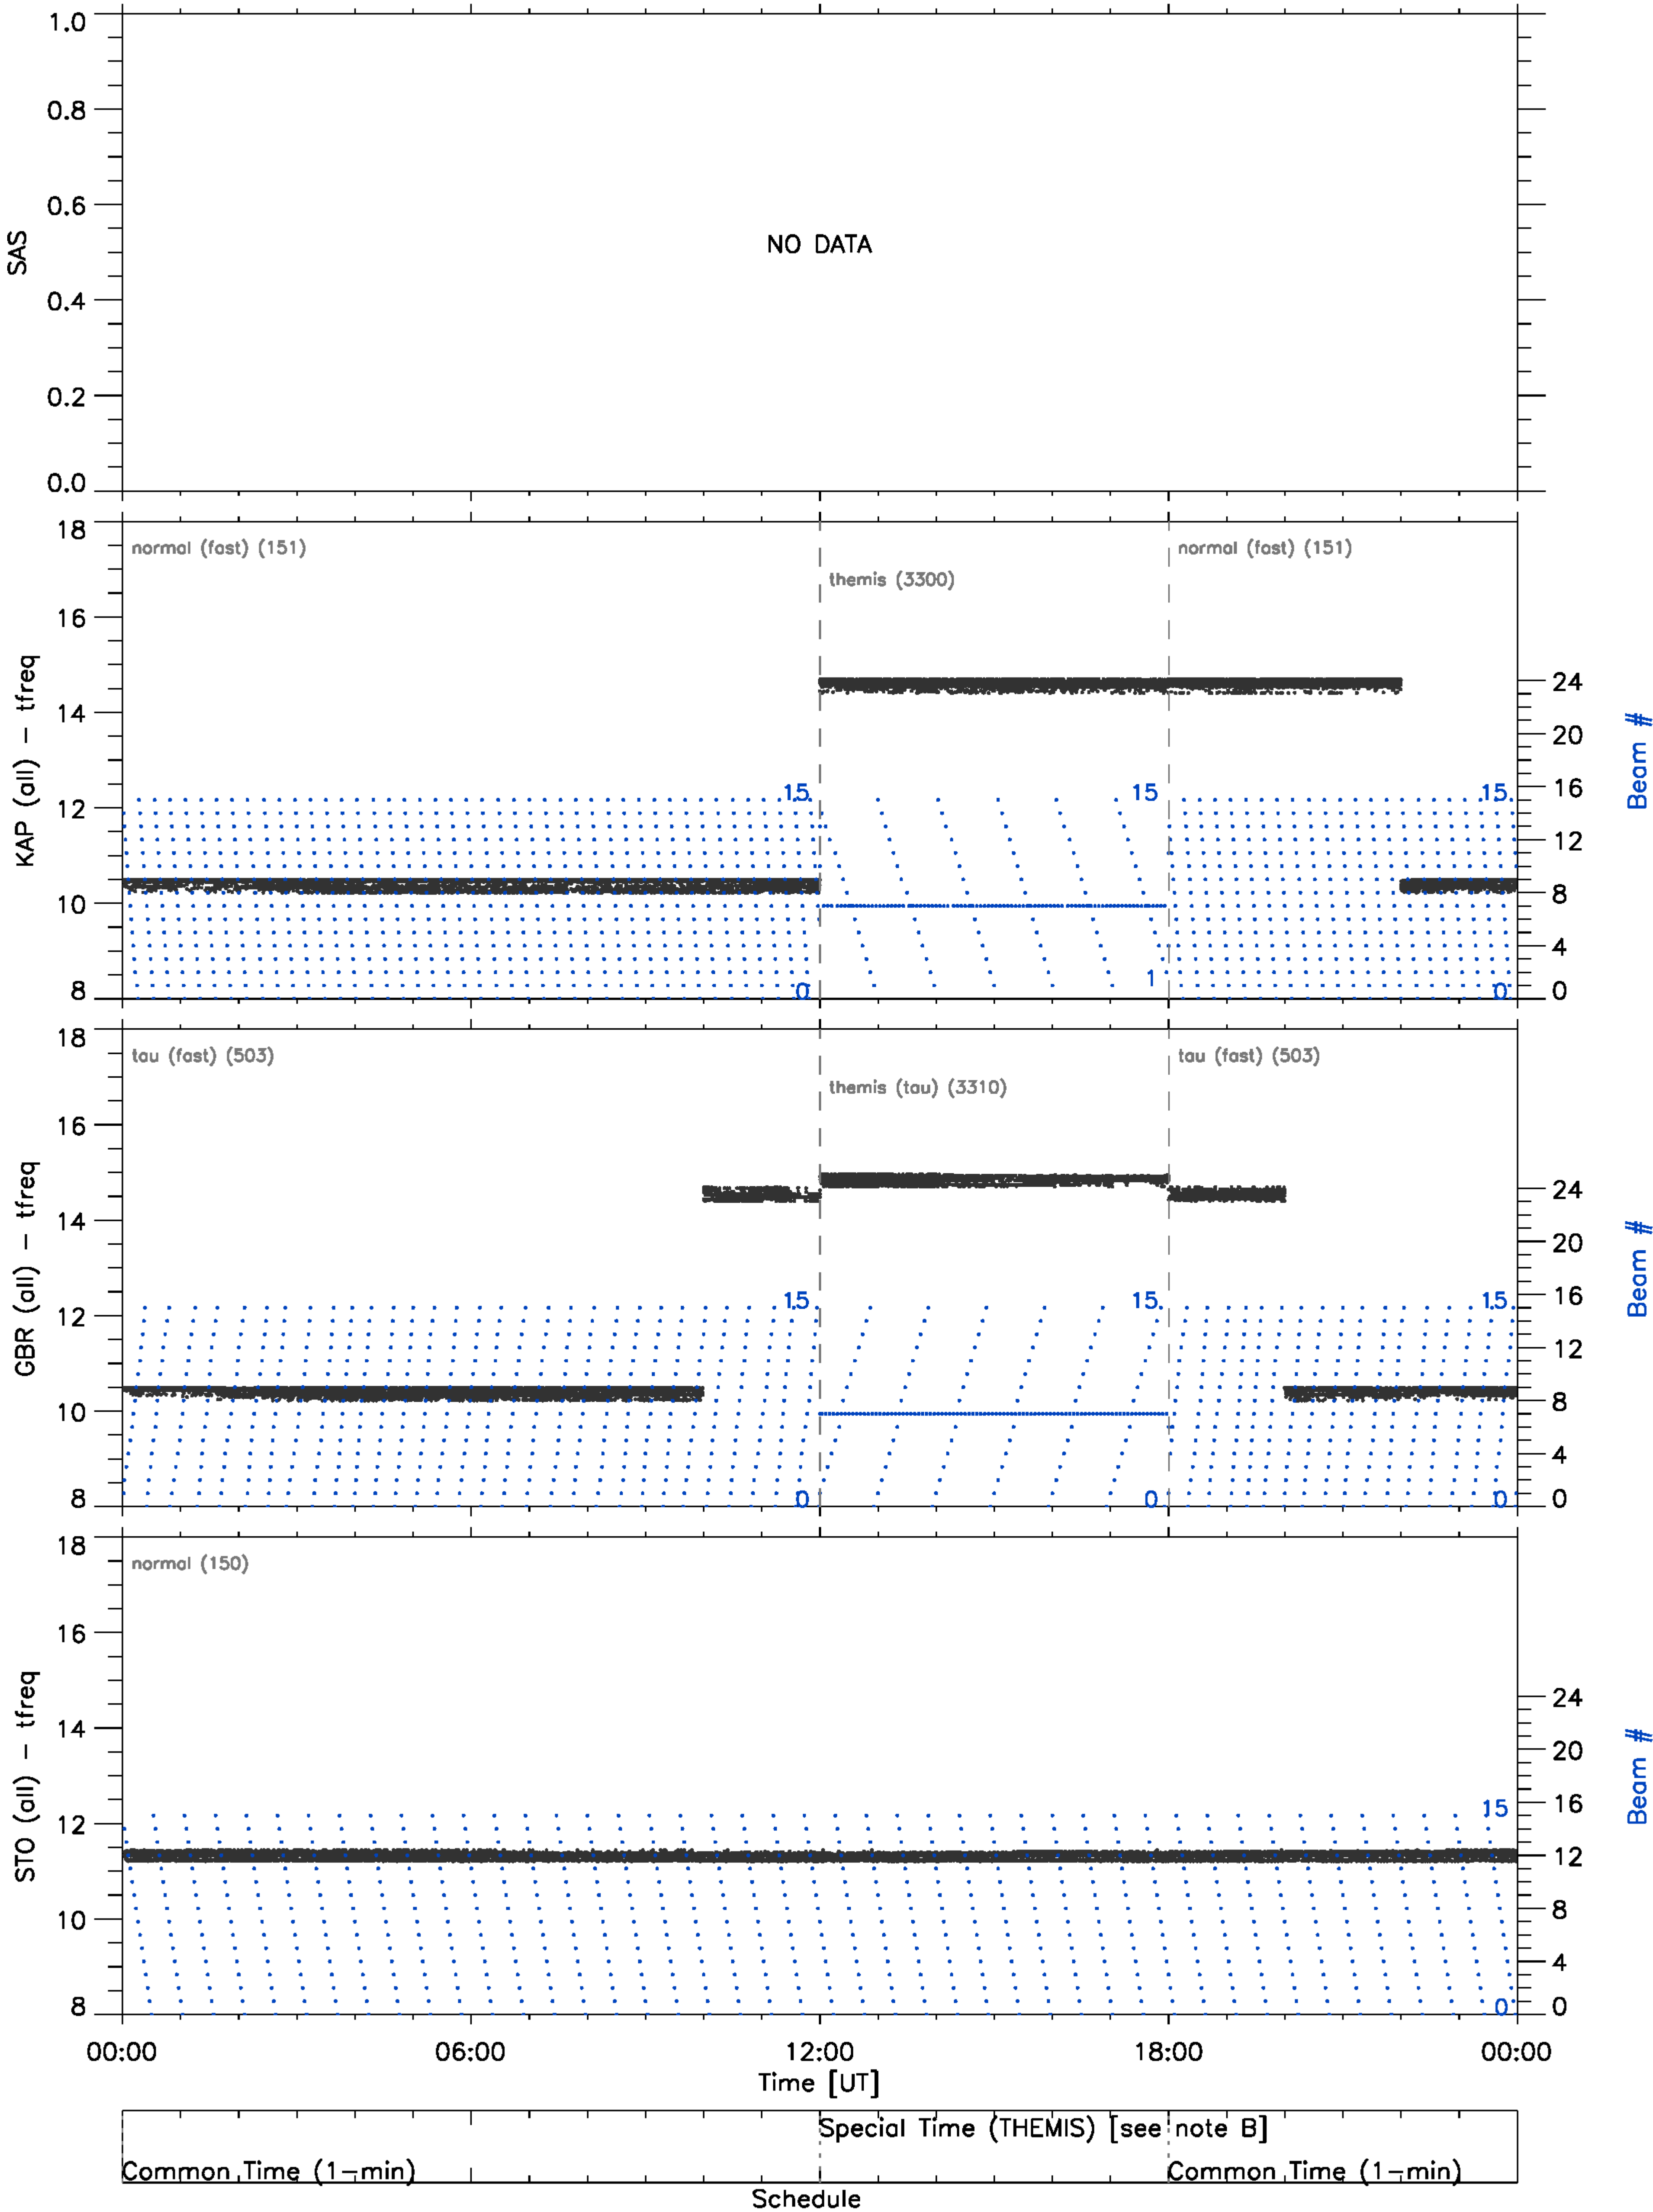 1.0
0.8
0.6
0.4
0.2
0.0
SAS
NO DATA
18
16
14
12
10
8
KAP (all) − tfreq
normal (fast) (151)
themis (3300)
normal (fast) (151)
15
15
15
0
1
0
24
20
16
12
8
4
0
Beam #
18
16
14
12
10
8
GBR (all) − tfreq
tau (fast) (503)
themis (tau) (3310)
tau (fast) (503)
15
15
15
0
0
0
24
20
16
12
8
4
0
Beam #
18
16
14
12
10
8
STO (all) − tfreq
normal (150)
15
0
24
20
16
12
8
4
0
Beam #
00:00 06:00 12:00 18:00 00:00
Time [UT]
Special Time (THEMIS) [see note B]
Common Time (1−min) Common Time (1−min)
Schedule